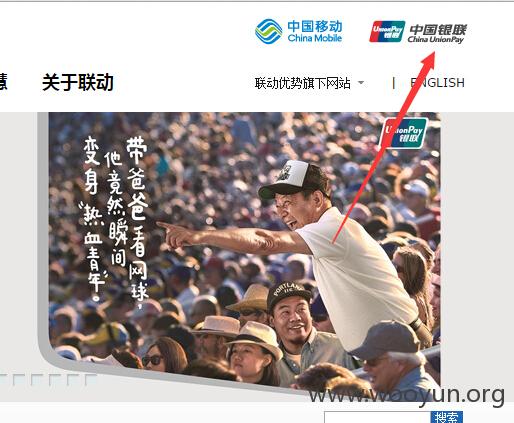 中国移动
China Mobile
UnionPay
银联
中国银联
China UnionPay
慧
关于联动
联动优势旗下网站
|
ENGLISH
UnionPay
银联
带爸爸看网球，
他竟然瞬间
变身“热血青年”。
PORTLAND
www.wooyun.org
搜索